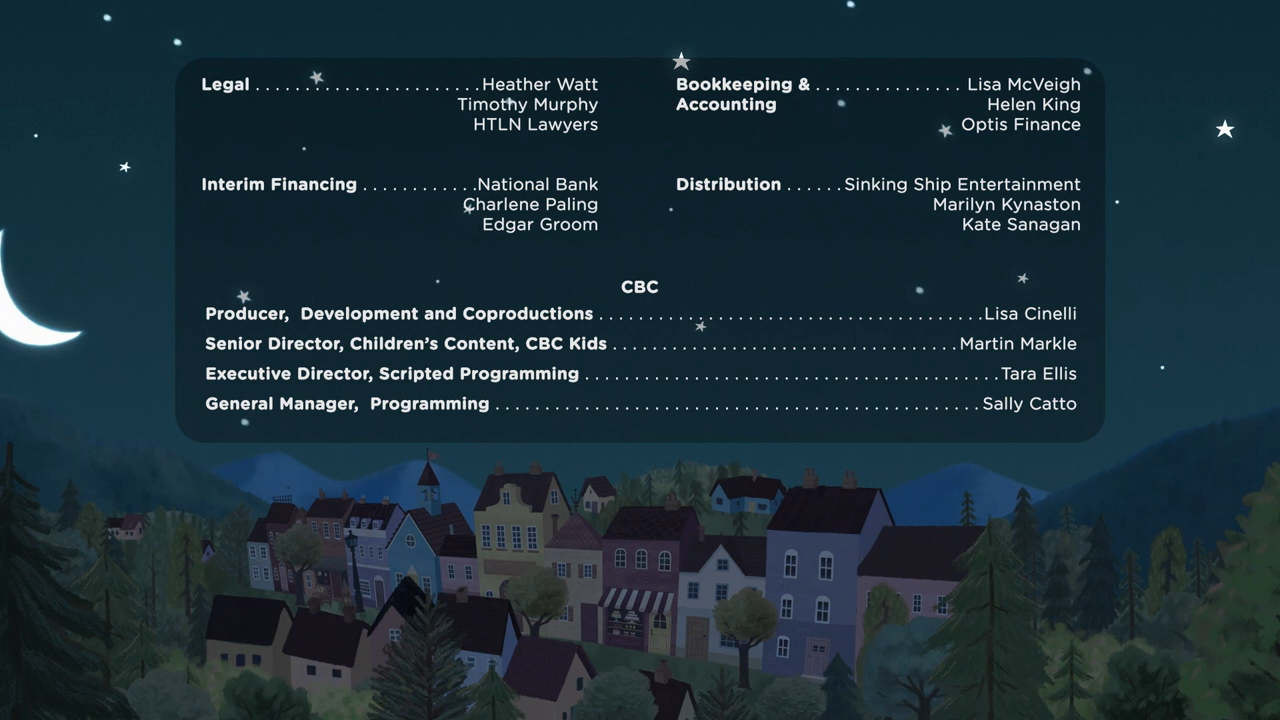 Legal . . . . . . . . . . . . . . . . . . . . . . .Heather Watt
Timothy Murphy
HTLN Lawyers
Bookkeeping & . . . . . . . . . . . . . . . Lisa McVeigh
Accounting Helen King
Optis Finance
Interim Financing . . . . . . . . . . . .National Bank
Charlene Paling
Edgar Groom
Distribution . . . . . .Sinking Ship Entertainment
Marilyn Kynaston
Kate Sanagan
CBC
Producer,  Development and Coproductions . . . . . . . . . . . . . . . . . . . . . . . . . . . . . . . . . . . . . . .Lisa Cinelli
Senior Director, Children's Content, CBC Kids . . . . . . . . . . . . . . . . . . . . . . . . . . . . . . . . . . .Martin Markle
Executive Director, Scripted Programming . . . . . . . . . . . . . . . . . . . . . . . . . . . . . . . . . . . . . . . . .Tara Ellis
General Manager,  Programming . . . . . . . . . . . . . . . . . . . . . . . . . . . . . . . . . . . . . . . . . . . . . . . .Sally Catto